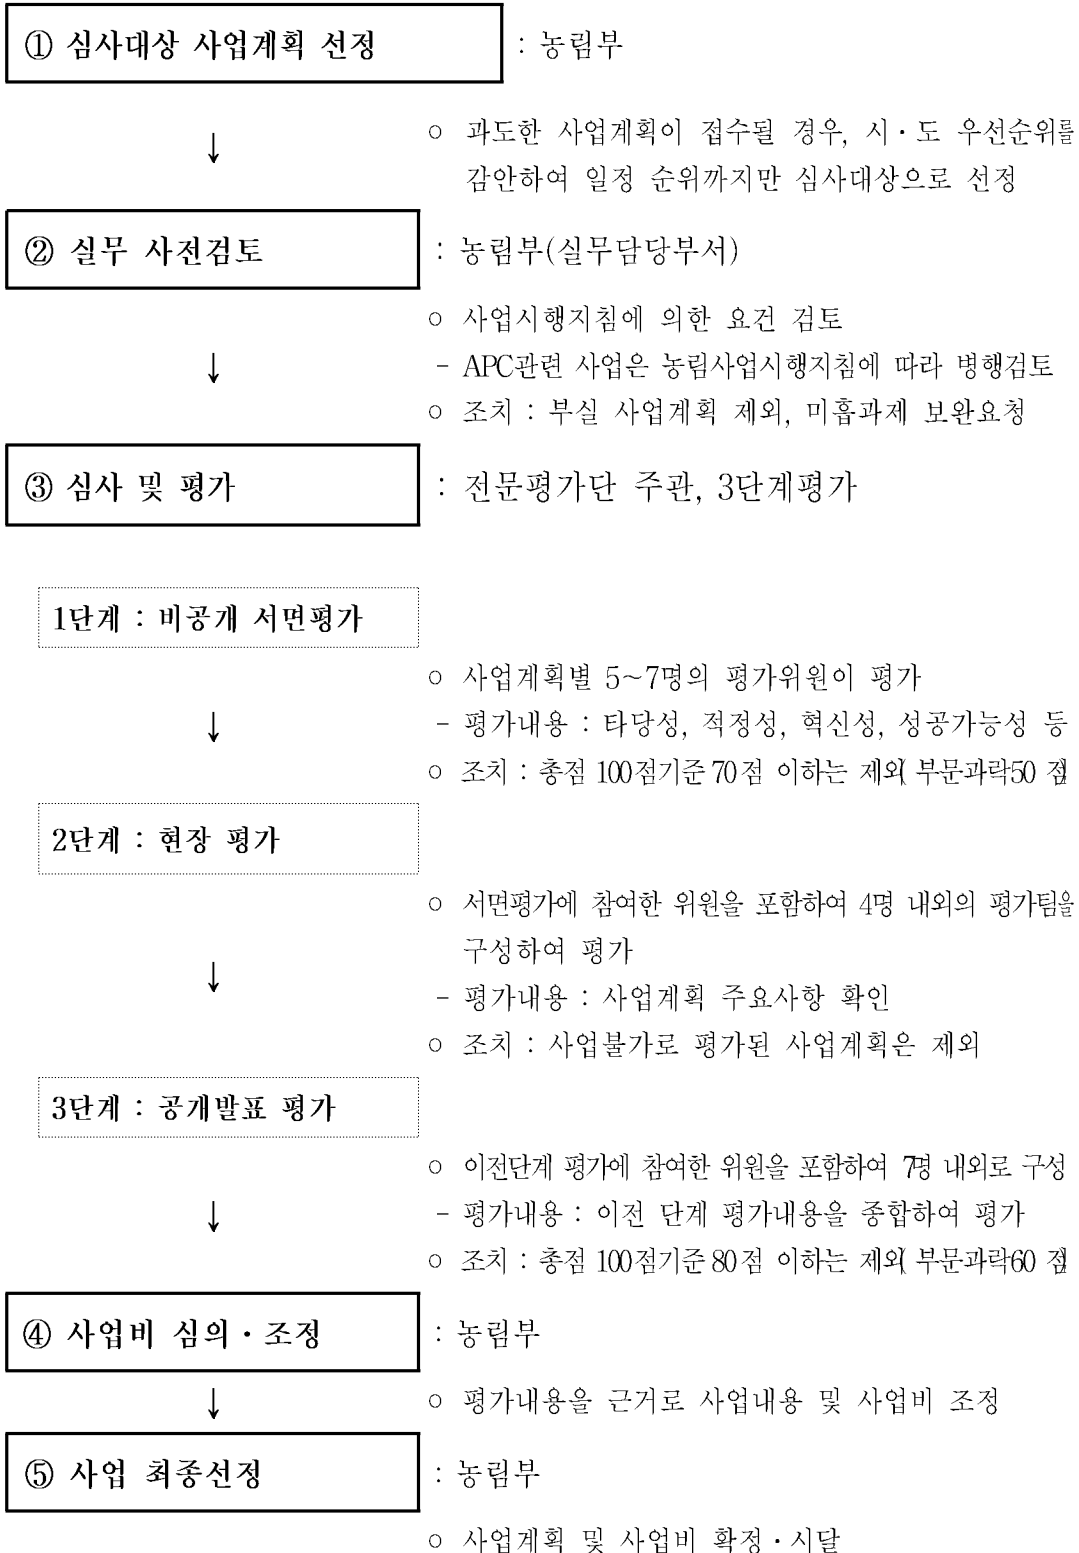 ① 심사대상 사업계획 선정 : 농림부
↓
○ 과도한 사업계획이 접수될 경우, 시·도 우선순위를
감안하여 일정 순위까지만 심사대상으로 선정
② 실무 사전검토 : 농림부(실무담당부서)
○ 사업시행지침에 의한 요건 검토
↓
- APC관련 사업은 농림사업시행지침에 따라 병행검토
○ 조치 : 부실 사업계획 제외, 미흡과제 보완요청
③ 심사 및 평가 : 전문평가단 주관, 3단계평가
1단계 : 비공개 서면평가
○ 사업계획별 5~7명의 평가위원이 평가
↓
- 평가내용 : 타당성, 적정성, 혁신성, 성공가능성 등
○ 조치 : 총점 100점기준 70점 이하는 제외( 부문과락50 점)
2단계 : 현장 평가
○ 서면평가에 참여한 위원을 포함하여 4명 내외의 평가팀을
구성하여 평가
↓
- 평가내용 : 사업계획 주요사항 확인
○ 조치 : 사업불가로 평가된 사업계획은 제외
3단계 : 공개발표 평가
○ 이전단계 평가에 참여한 위원을 포함하여 7명 내외로 구성
↓
- 평가내용 : 이전 단계 평가내용을 종합하여 평가
○ 조치 : 총점 100점기준 80점 이하는 제외( 부문과락60 점)
④ 사업비 심의·조정 : 농림부
↓
○ 평가내용을 근거로 사업내용 및 사업비 조정
⑤ 사업 최종선정 : 농림부
○ 사업계획 및 사업비 확정·시달